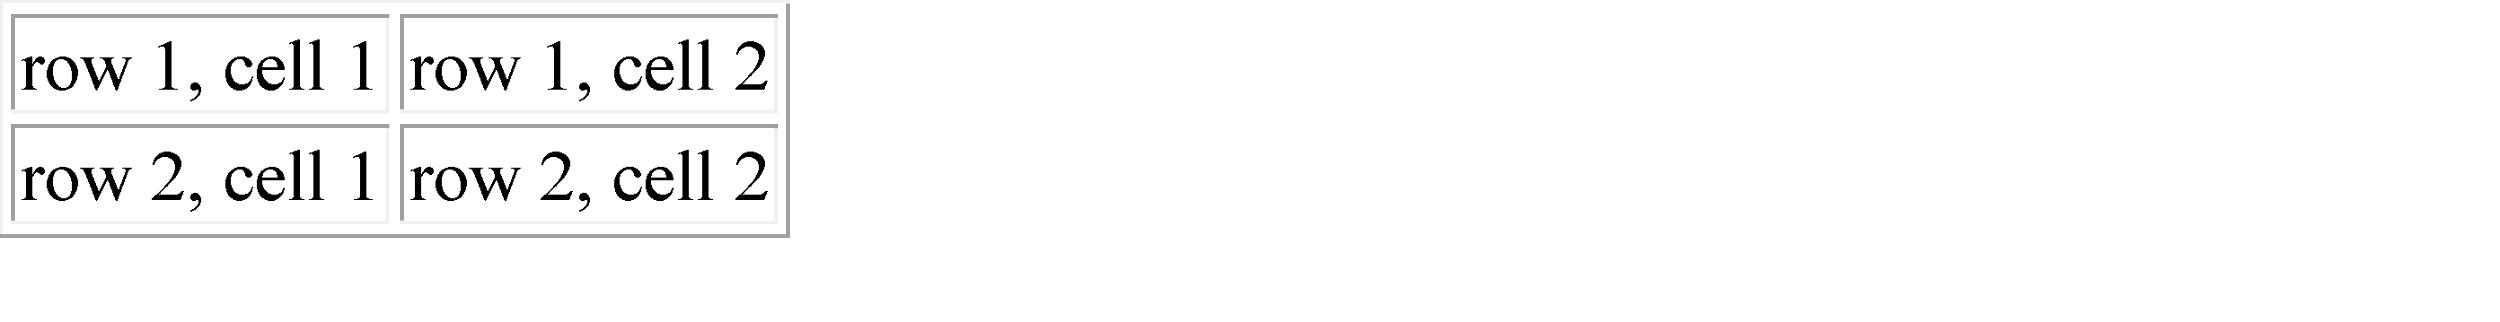 row 1, cell 1 row 1, cell 2
row 2, cell 1 row 2, cell 2